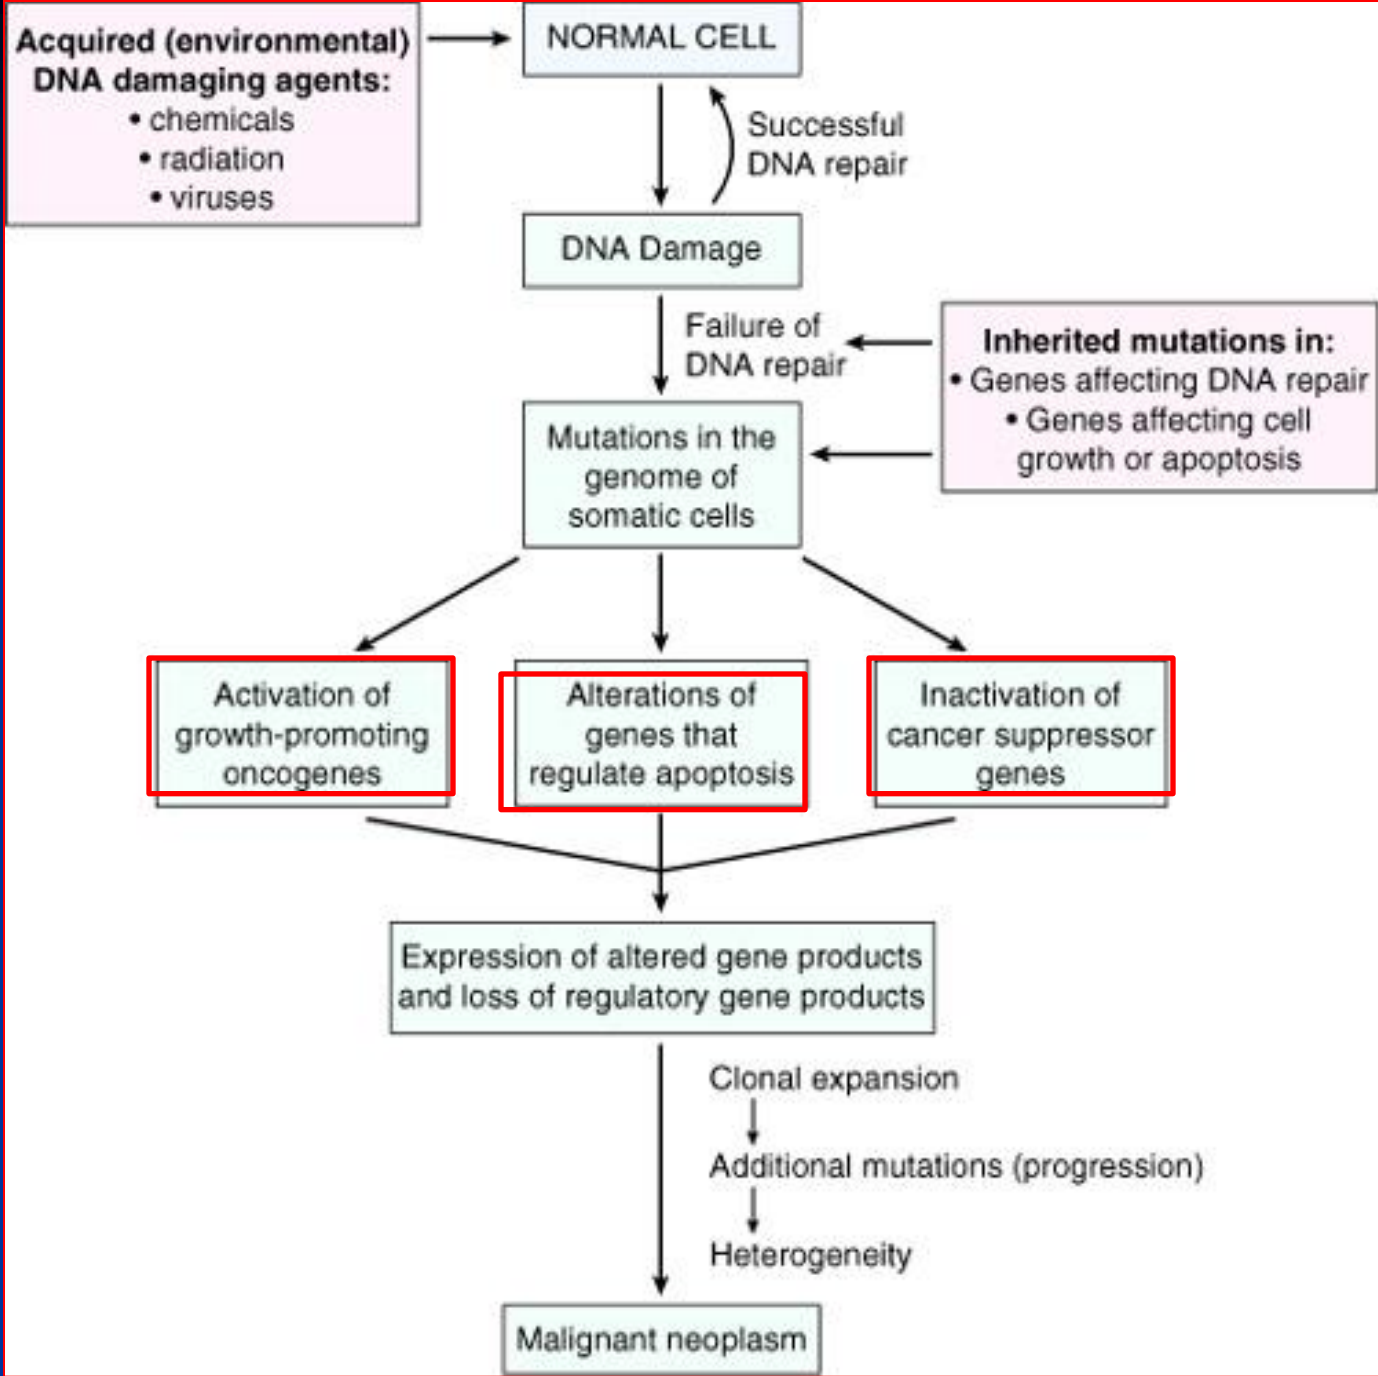 Acquired (environmental)
DNA damaging agents:
• chemicals
• radiation
• viruses
NORMAL CELL
Successful
DNA repair
DNA Damage
Failure of
DNA repair
Inherited mutations in:
• Genes affecting DNA repair
• Genes affecting cell
growth or apoptosis
Mutations in the
genome of
somatic cells
Activation of
growth-promoting
oncogenes
Alterations of
genes that
regulate apoptosis
Inactivation of
cancer suppressor
genes
Expression of altered gene products
and loss of regulatory gene products
Clonal expansion
Additional mutations (progression)
Heterogeneity
Malignant neoplasm